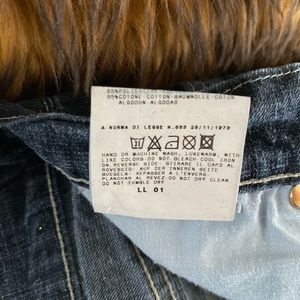 95%COTONE-COTTON-BAUMWOLLE-COTON
ALGODON-ALGODAO
A NORMA DI LEGGE N.883 26/11/1973
HAND OR MACHINE WASH, LUKEWARM, WITH
LIKE COLORS-DO NOT BLEACH-COOL IRON
ON REVERSE SIDE- STIRARE IL CAPO AL
ROVESCIO- AUF DER INNEREN SEITE
BUEGELN- REPASSER A L'ENVERS-
PLANCHAR AL REVEZ-DO NOT DRY CLEAN
DO NOT TUMBLE DRY
LL 01